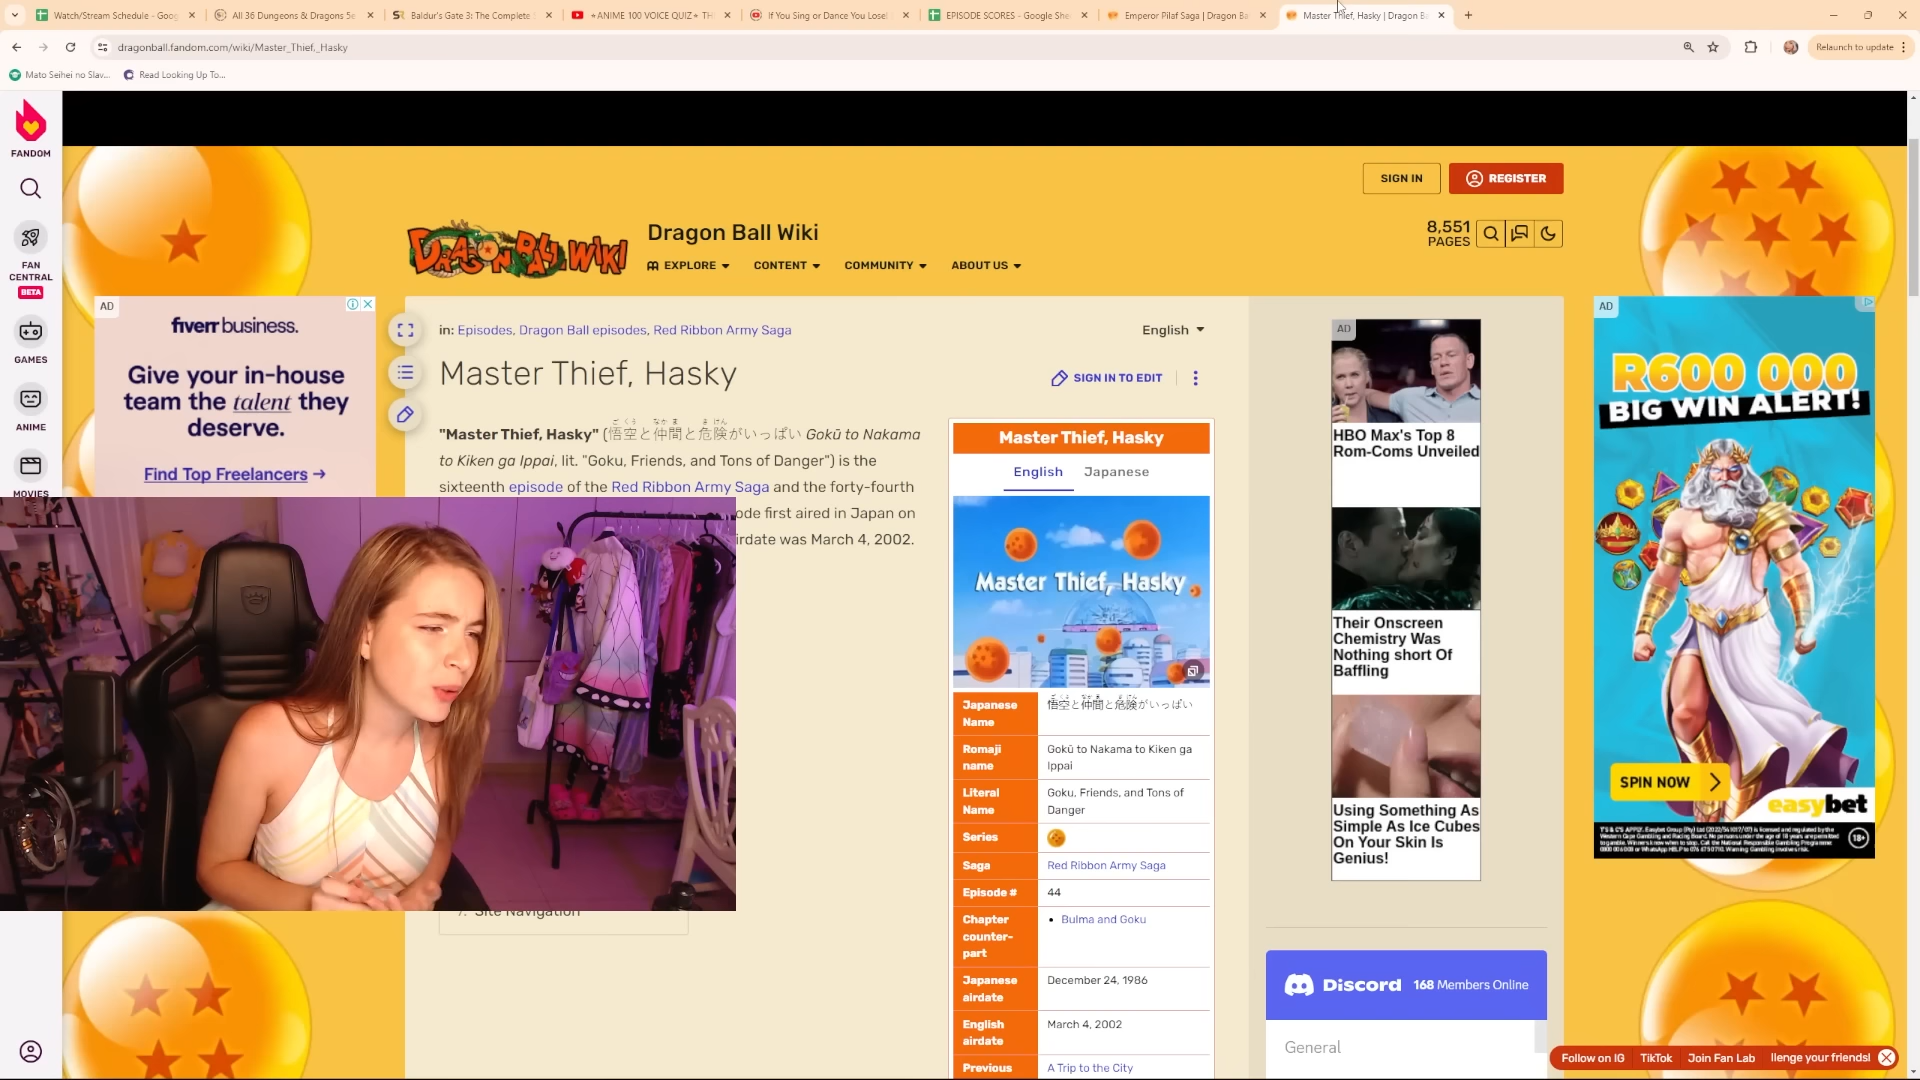 Watch/Stream Schedule - Goog
All 36 Dungeons & Dragons 5e
Baldur's Gate 3: The Complete
★ANIME 100 VOICE QUIZ★ TH
If You Sing or Dance You Lose!
EPISODE SCORES - Google She
Emperor Pilaf Saga | Dragon Ba
Master Thief, Hasky | Dragon B
dragonball.fandom.com/wiki/Master_Thief,_Hasky
Relaunch to update
Mato Seihei no Slav...
Read Looking Up To...
FANDOM
FAN
CENTRAL
BETA
GAMES
ANIME
MOVIES
SIGN IN
REGISTER
DRAGON BALL WIKI
Dragon Ball Wiki
8,551
PAGES
EXPLORE
CONTENT
COMMUNITY
ABOUT US
AD
fiverr business.
Give your in-house
team the talent they
deserve.
Find Top Freelancers →
in: Episodes, Dragon Ball episodes, Red Ribbon Army Saga
English
Master Thief, Hasky
SIGN IN TO EDIT
"Master Thief, Hasky" (悟空と仲間と危険がいっぱい Gokū to Nakama
to Kiken ga Ippai, lit. "Goku, Friends, and Tons of Danger") is the
sixteenth episode of the Red Ribbon Army Saga and the forty-fourth
ode first aired in Japan on
irdate was March 4, 2002.
7. Site Navigation
Master Thief, Hasky
English Japanese
Master Thief, Hasky
Japanese
Name
悟空と仲間と危険がいっぱい
Romaji
name
Gokū to Nakama to Kiken ga
Ippai
Literal
Name
Goku, Friends, and Tons of
Danger
Series
Saga
Red Ribbon Army Saga
Episode #
44
Chapter
counter-
part
• Bulma and Goku
Japanese
airdate
December 24, 1986
English
airdate
March 4, 2002
Previous
A Trip to the City
AD
HBO Max's Top 8
Rom-Coms Unveiled
Their Onscreen
Chemistry Was
Nothing short Of
Baffling
Using Something As
Simple As Ice Cubes
On Your Skin Is
Genius!
Discord
168 Members Online
General
AD
R600 000
BIG WIN ALERT!
SPIN NOW
easybet
18+
Follow on IG
TikTok
Join Fan Lab
llenge your friends!